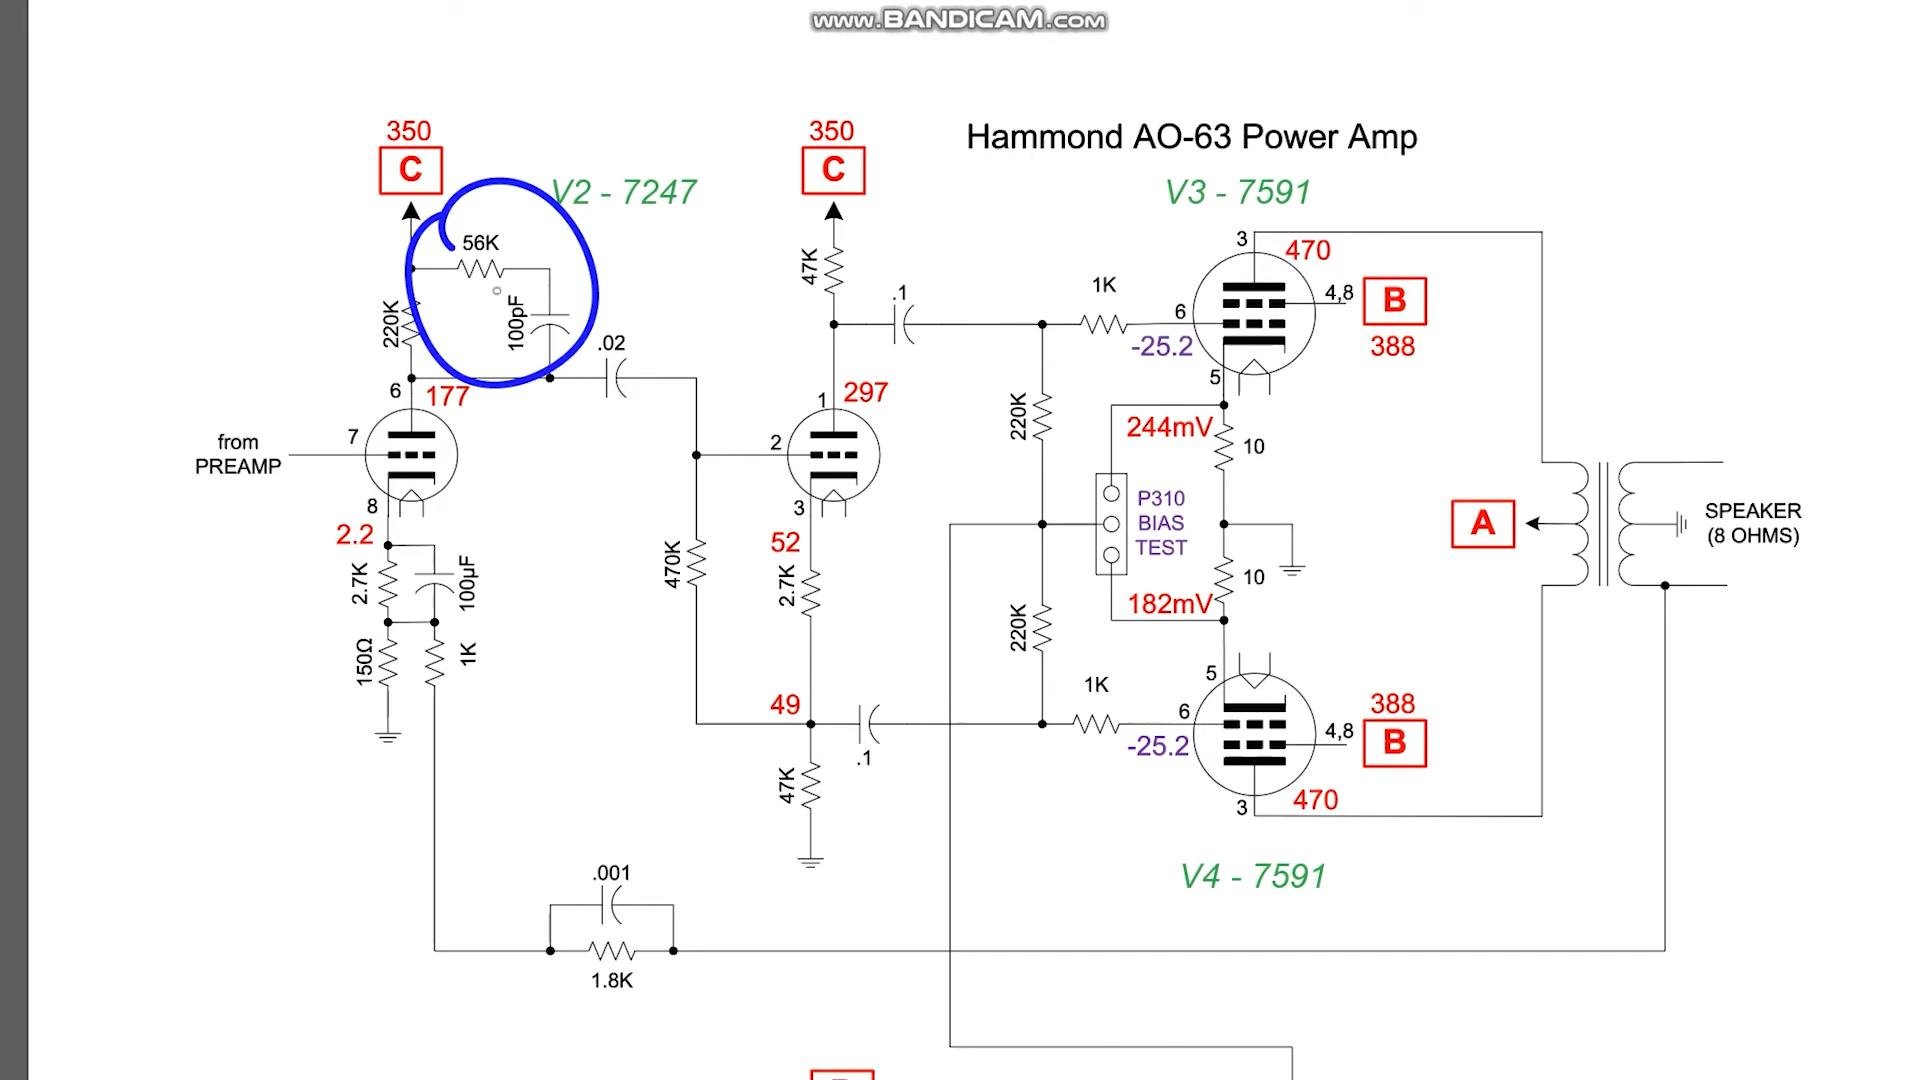 www.BANDICAM.com
Hammond AO-63 Power Amp
350
C
V2 - 7247
56K
220K
100pF
.02
6
177
from
PREAMP
7
8
2.2
2.7K
100µF
150Ω
1K
350
C
47K
.1
1
297
2
3
52
470K
2.7K
49
.1
47K
V3 - 7591
3
470
4,8
B
388
1K
6
-25.2
5
220K
244mV
10
P310
BIAS
TEST
10
182mV
220K
1K
5
6
-25.2
388
4,8
B
3
470
V4 - 7591
A
SPEAKER
(8 OHMS)
.001
1.8K